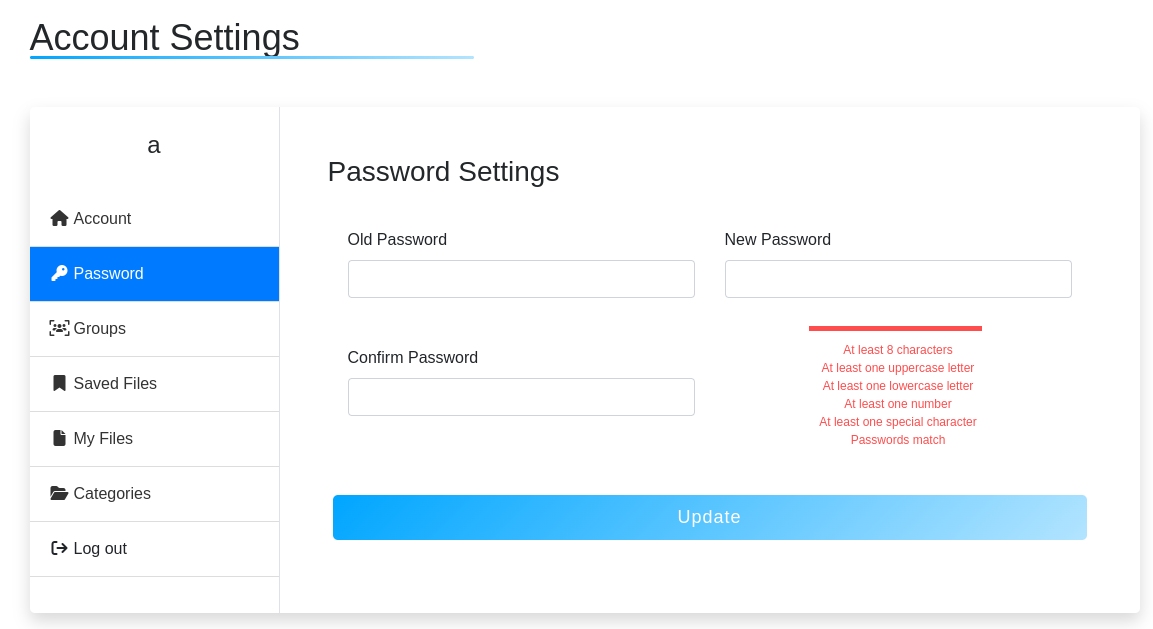 Account Settings
a
Account
Password
Groups
Saved Files
My Files
Categories
Log out
Password Settings
Old Password
New Password
Confirm Password
At least 8 characters
At least one uppercase letter
At least one lowercase letter
At least one number
At least one special character
Passwords match
Update